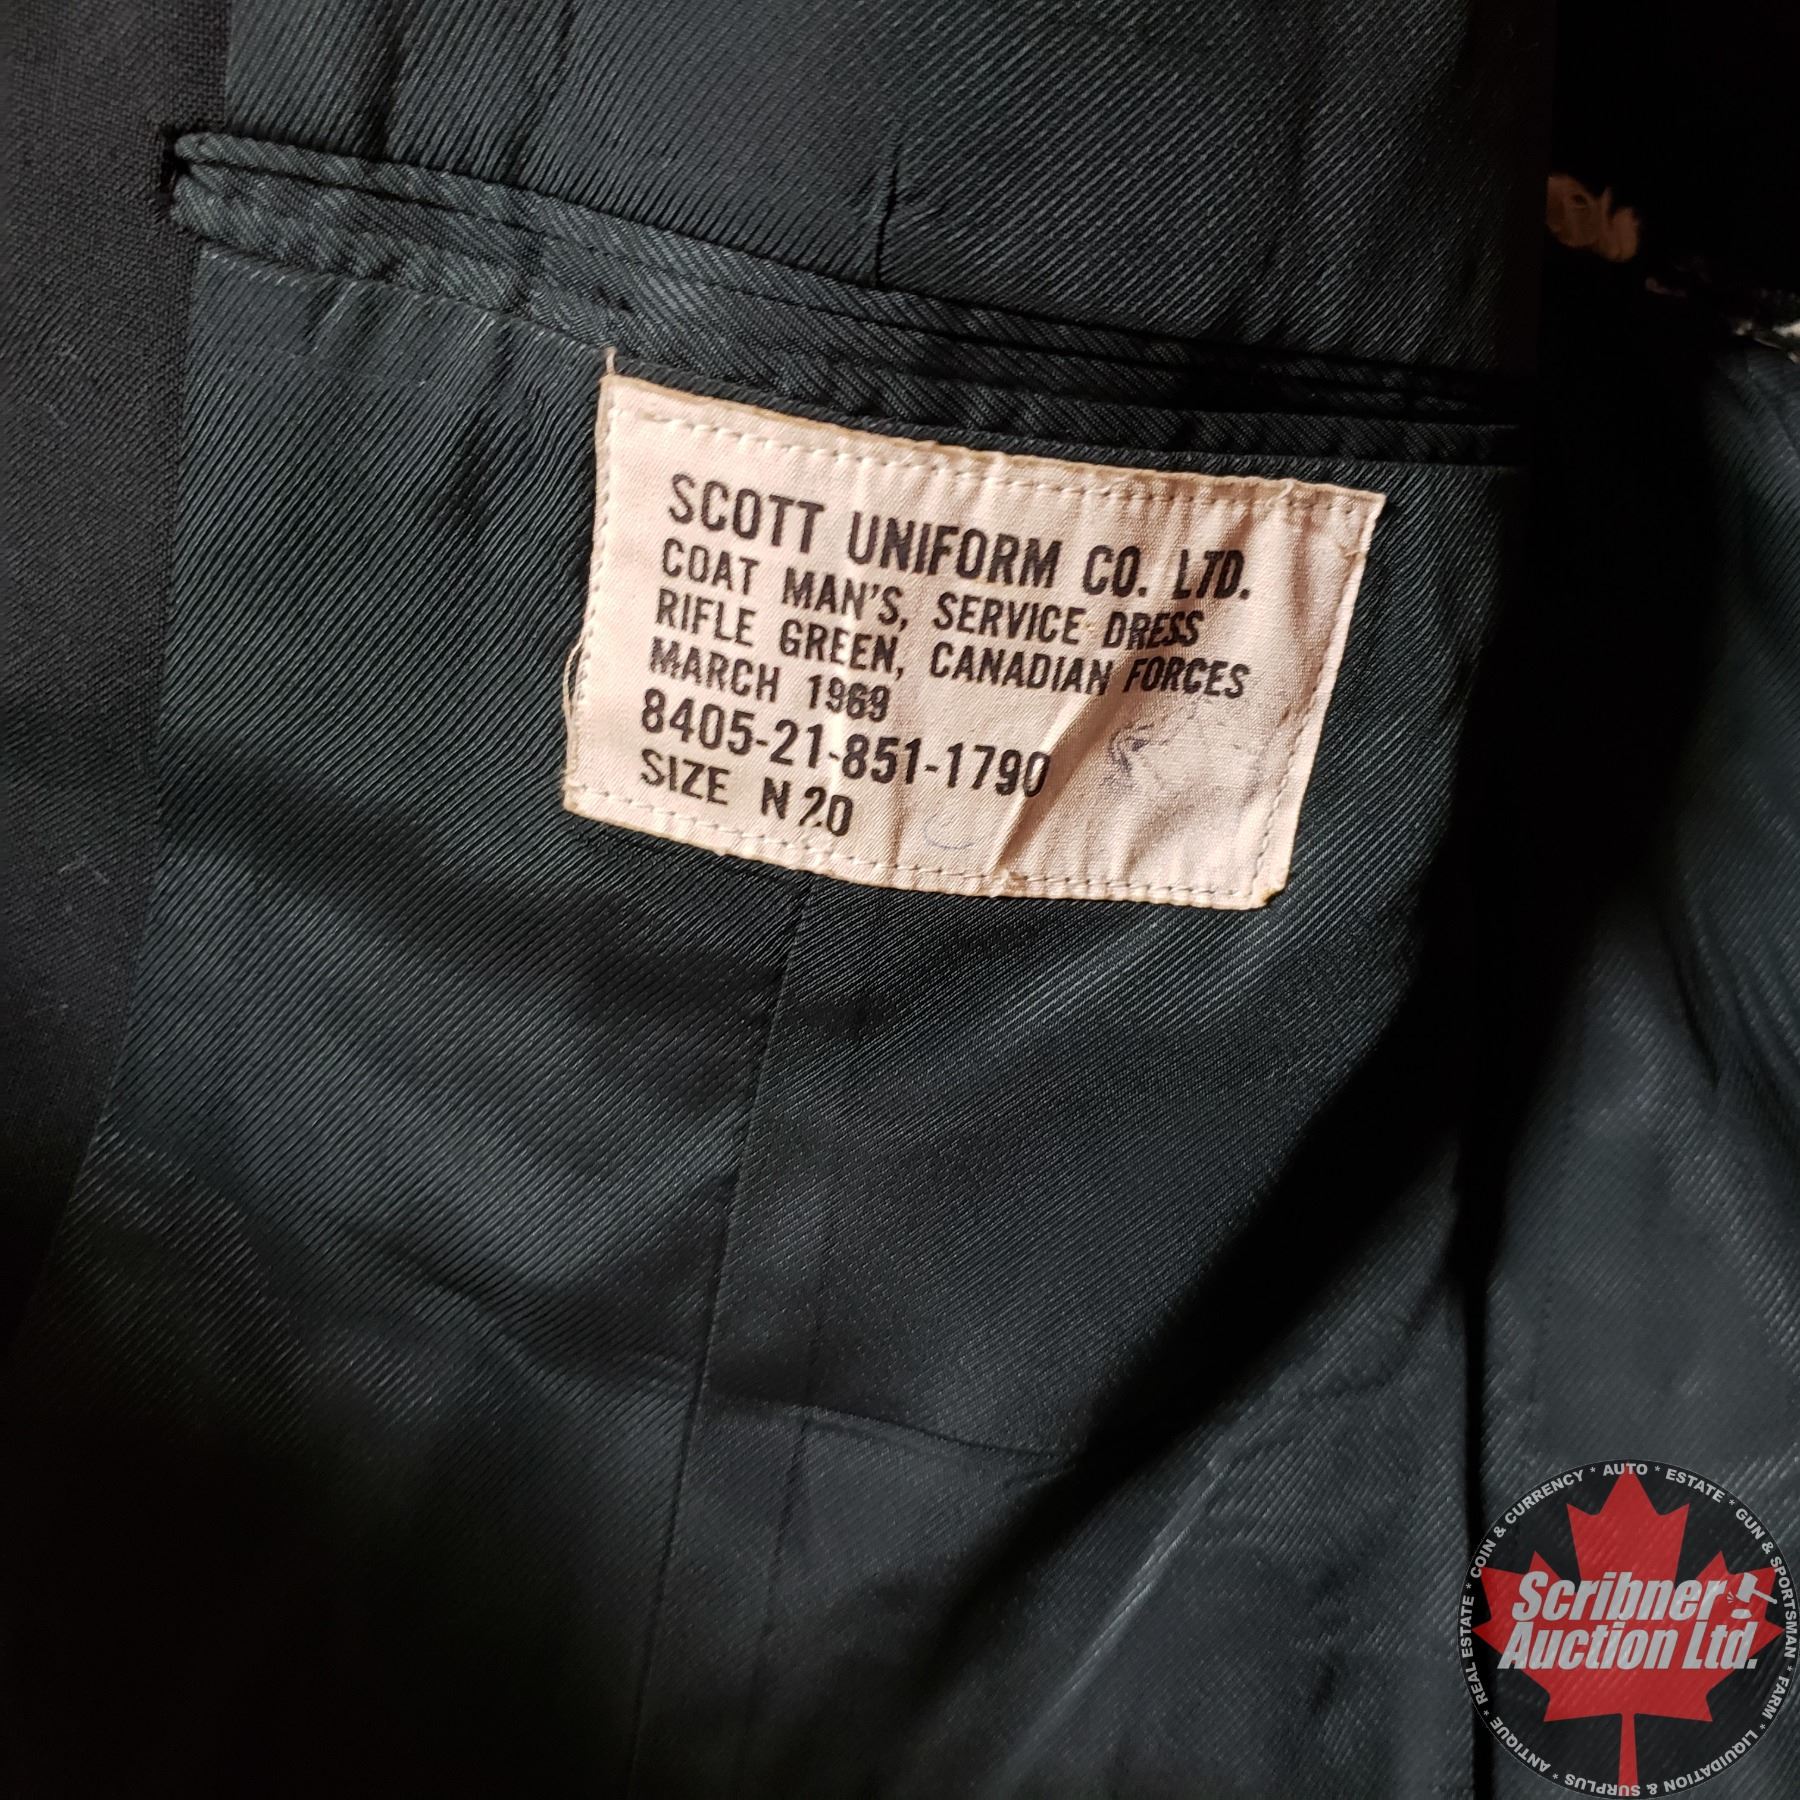 SCOTT UNIFORM CO. LTD.
COAT MAN'S, SERVICE DRESS
RIFLE GREEN, CANADIAN FORCES
MARCH 1969
8405-21-851-1790
SIZE N 20
Scribner
Auction Ltd.
ANTIQUE * REAL ESTATE * COIN & CURRENCY * AUTO * ESTATE * GUN & SPORTSMAN * FARM * LIQUIDATION & SURPLUS *